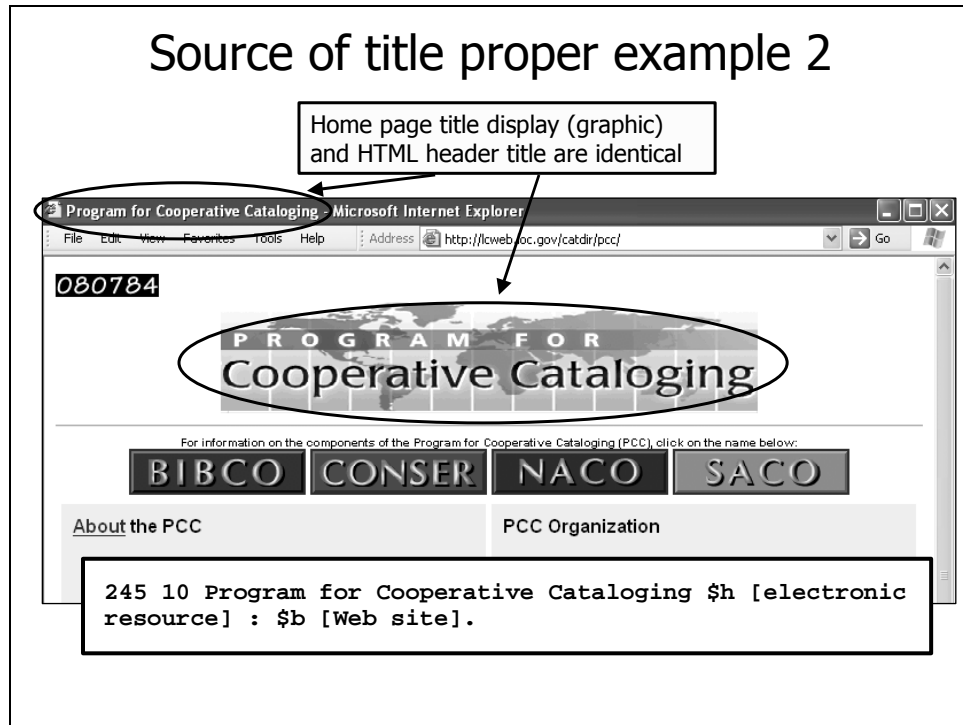 Source of title proper example 2
Home page title display (graphic)
and HTML header title are identical
Program for Cooperative Cataloging - Microsoft Internet Explorer
File Edit View Favorites Tools Help Address http://lcweb.loc.gov/catdir/pcc/ Go
080784
PROGRAM FOR
Cooperative Cataloging
For information on the components of the Program for Cooperative Cataloging (PCC), click on the name below:
BIBCO CONSER NACO SACO
About the PCC PCC Organization
245 10 Program for Cooperative Cataloging $h [electronic
resource] : $b [Web site].